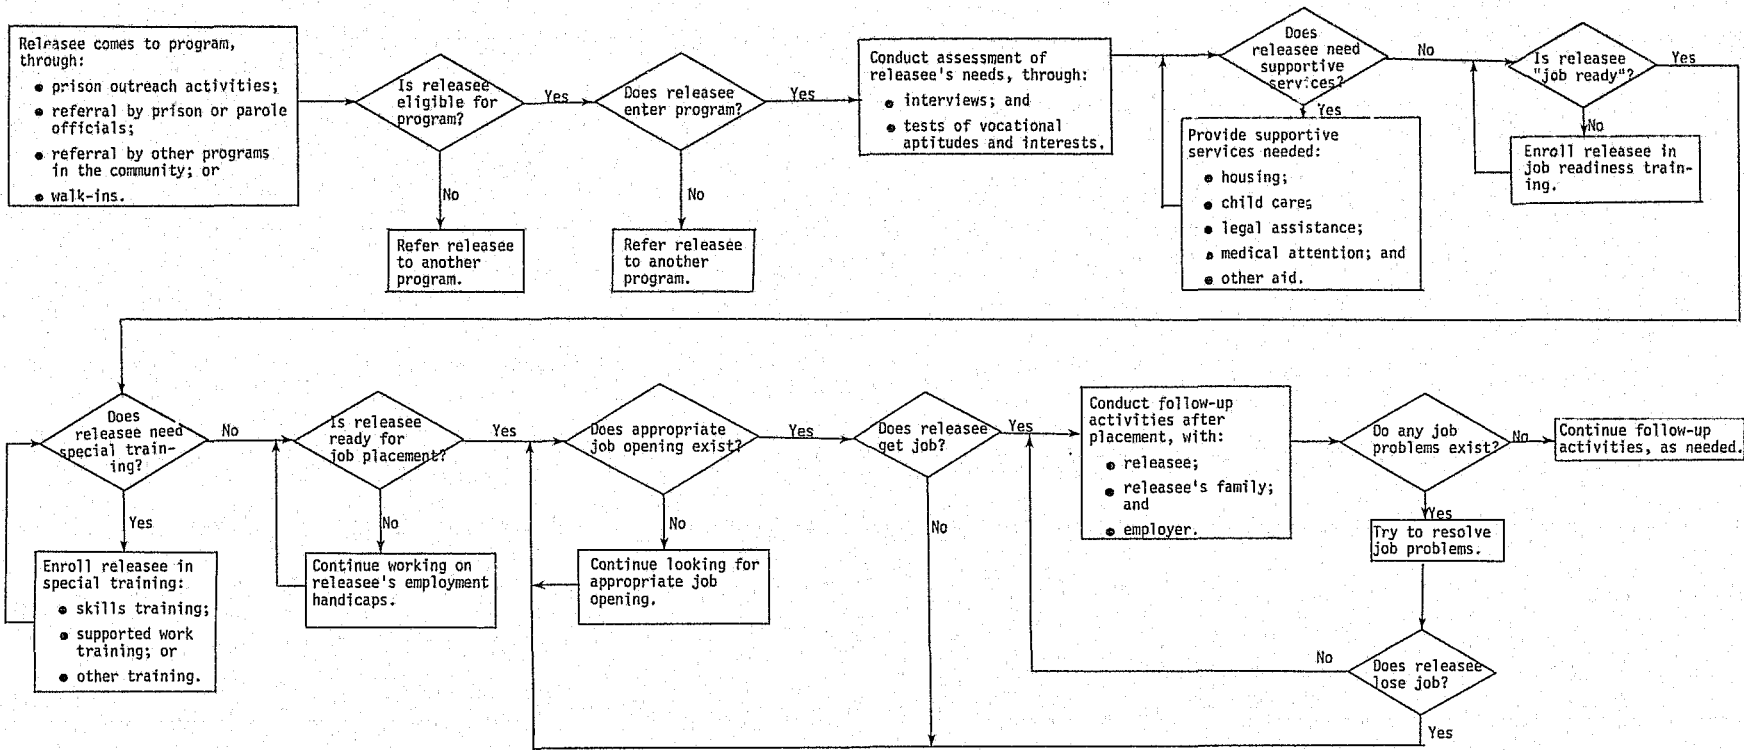 Releasee comes to program,
through:
● prison outreach activities;
● referral by prison or parole
officials;
● referral by other programs
in the community; or
● walk-ins.
Is releasee
eligible for
program?
Yes
No
Refer releasee
to another
program.
Does releasee
enter program?
Yes
No
Refer releasee
to another
program.
Conduct assessment of
releasee's needs, through:
● interviews; and
● tests of vocational
aptitudes and interests.
Does
releasee need
supportive
services?
No
Yes
Provide supportive
services needed:
● housing;
● child care;
● legal assistance;
● medical attention; and
● other aid.
Is releasee
"job ready"?
Yes
No
Enroll releasee in
job readiness train-
ing.
Does
releasee need
special train-
ing?
No
Yes
Enroll releasee in
special training:
● skills training;
● supported work
training; or
● other training.
Is releasee
ready for
job placement?
Yes
No
Continue working on
releasee's employment
handicaps.
Does appropriate
job opening exist?
Yes
No
Continue looking for
appropriate job
opening.
Does releasee
get job?
Yes
No
Conduct follow-up
activities after
placement, with:
● releasee;
● releasee's family;
and
● employer.
Do any job
problems exist?
No
Continue follow-up
activities, as needed.
Yes
Try to resolve
job problems.
Does releasee
lose job?
No
Yes